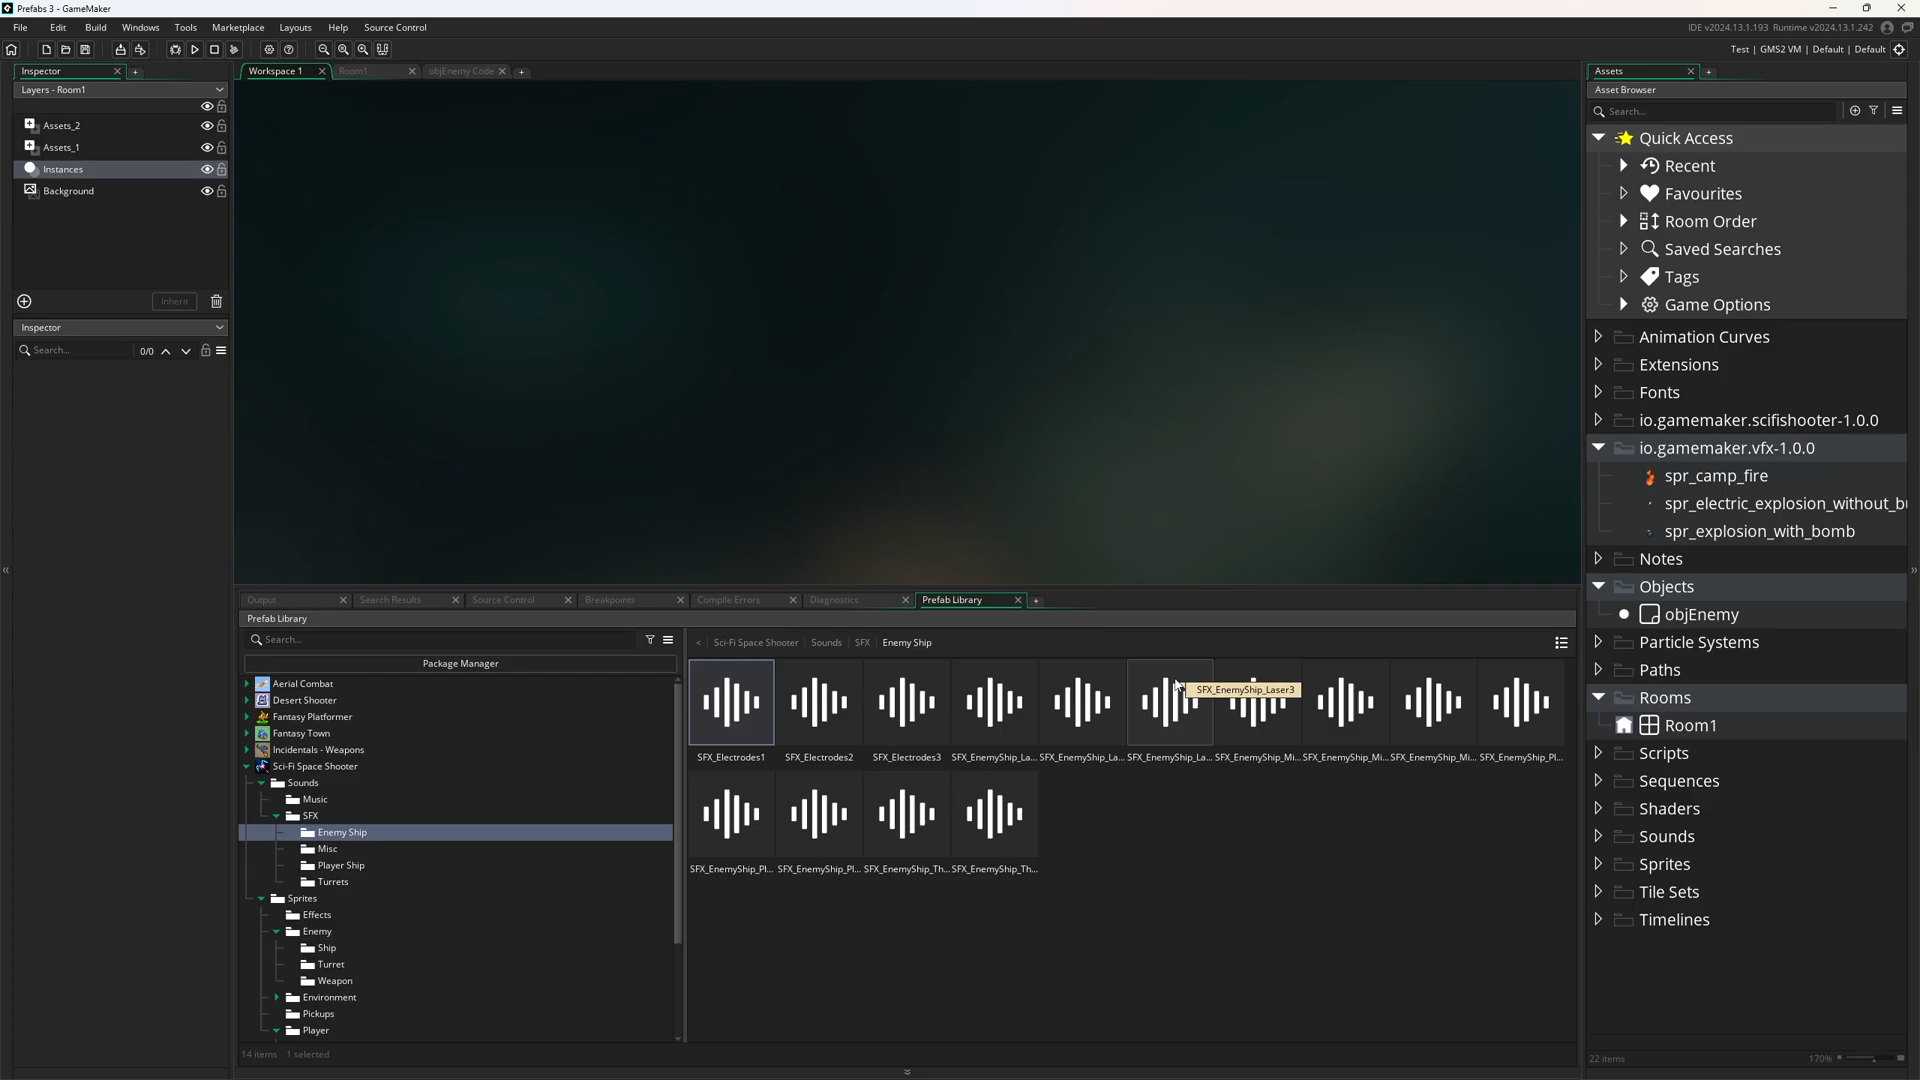 Prefabs 3 - GameMaker
File Edit Build Windows Tools Marketplace Layouts Help Source Control
IDE v2024.13.1.193 Runtime v2024.13.1.242
Test | GMS2 VM | Default | Default
Inspector
Layers - Room1
Assets_2
Assets_1
Instances
Background
Inherit
Inspector
Search... 0/0
Workspace 1 Room1 objEnemy Code
Output Search Results Source Control Breakpoints Compile Errors Diagnostics Prefab Library
Prefab Library
Search...
Package Manager
Aerial Combat
Desert Shooter
Fantasy Platformer
Fantasy Town
Incidentals - Weapons
Sci-Fi Space Shooter
Sounds
Music
SFX
Enemy Ship
Misc
Player Ship
Turrets
Sprites
Effects
Enemy
Ship
Turret
Weapon
Environment
Pickups
Player
14 items 1 selected
< Sci-Fi Space Shooter Sounds SFX Enemy Ship
SFX_EnemyShip_Laser3
SFX_Electrodes1 SFX_Electrodes2 SFX_Electrodes3 SFX_EnemyShip_La... SFX_EnemyShip_La... SFX_EnemyShip_La... SFX_EnemyShip_Mi... SFX_EnemyShip_Mi... SFX_EnemyShip_Mi... SFX_EnemyShip_Pl...
SFX_EnemyShip_Pl... SFX_EnemyShip_Pl... SFX_EnemyShip_Th... SFX_EnemyShip_Th...
Assets
Asset Browser
Search...
Quick Access
Recent
Favourites
Room Order
Saved Searches
Tags
Game Options
Animation Curves
Extensions
Fonts
io.gamemaker.scifishooter-1.0.0
io.gamemaker.vfx-1.0.0
spr_camp_fire
spr_electric_explosion_without_b
spr_explosion_with_bomb
Notes
Objects
objEnemy
Particle Systems
Paths
Rooms
Room1
Scripts
Sequences
Shaders
Sounds
Sprites
Tile Sets
Timelines
22 items 170%